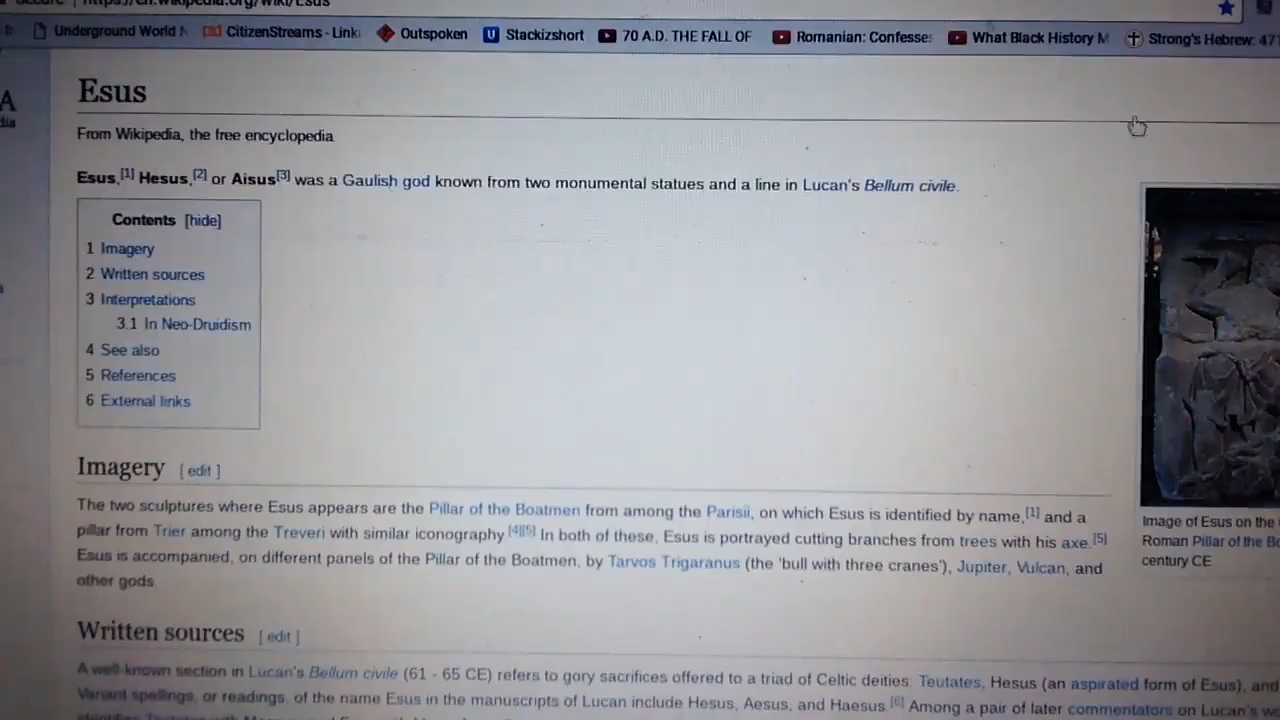 Underground World N
CitizenStreams - Link
Outspoken
Stackizshort
70 A.D. THE FALL OF
Romanian: Confesse
What Black History M
Strong's Hebrew: 47
Esus
From Wikipedia, the free encyclopedia
Esus,[1] Hesus,[2] or Aisus[3] was a Gaulish god known from two monumental statues and a line in Lucan's Bellum civile.
Contents [hide]
1 Imagery
2 Written sources
3 Interpretations
3.1 In Neo-Druidism
4 See also
5 References
6 External links
Imagery [ edit ]
The two sculptures where Esus appears are the Pillar of the Boatmen from among the Parisii, on which Esus is identified by name,[1] and a
pillar from Trier among the Treveri with similar iconography.[4][5] In both of these, Esus is portrayed cutting branches from trees with his axe.[5]
Esus is accompanied, on different panels of the Pillar of the Boatmen, by Tarvos Trigaranus (the 'bull with three cranes'), Jupiter, Vulcan, and
other gods.
Image of Esus on the
Roman Pillar of the Bo
century CE
Written sources [ edit ]
A well-known section in Lucan's Bellum civile (61 - 65 CE) refers to gory sacrifices offered to a triad of Celtic deities: Teutates, Hesus (an aspirated form of Esus), and
Variant spellings, or readings, of the name Esus in the manuscripts of Lucan include Hesus, Aesus, and Haesus.[6] Among a pair of later commentators on Lucan's wo